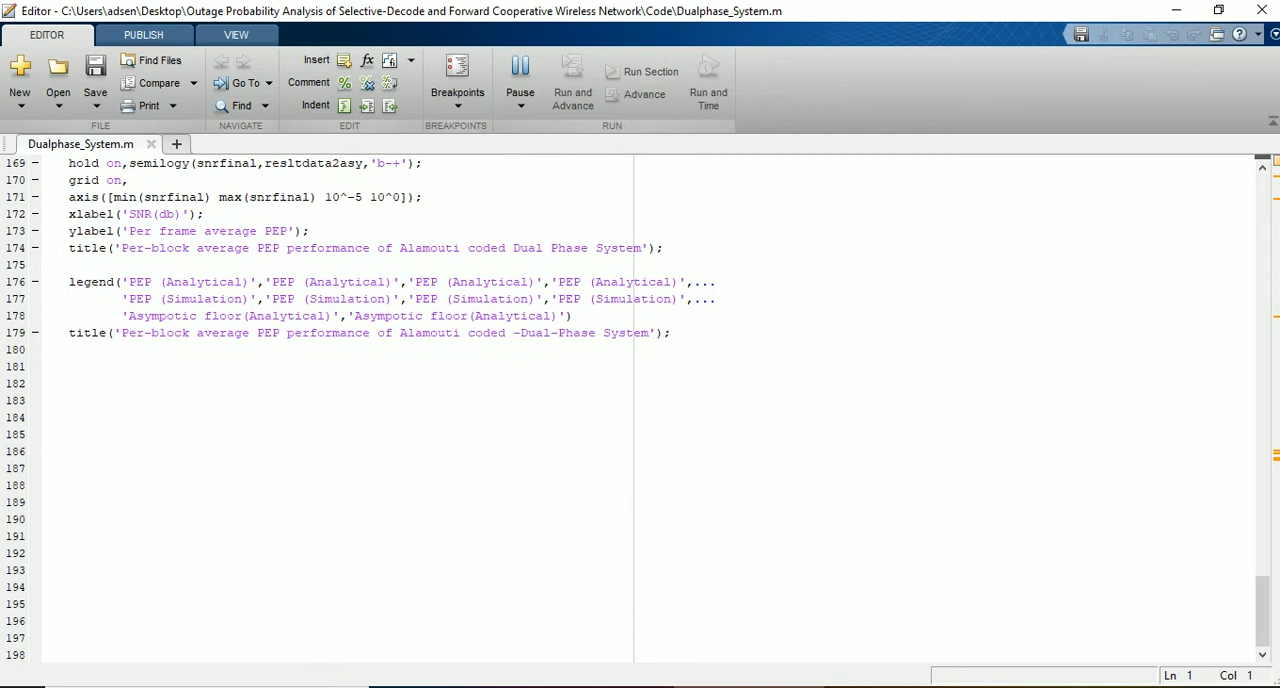 Editor - C:\Users\adsen\Desktop\Outage Probability Analysis of Selective-Decode and Forward Cooperative Wireless Network\Code\Dualphase_System.m
EDITOR PUBLISH VIEW
New Open Save Find Files Compare Print Go To Find Insert fx Comment Indent Breakpoints Pause Run and Advance Run Section Advance Run and Time
FILE NAVIGATE EDIT BREAKPOINTS RUN
Dualphase_System.m
169 hold on,semilogy(snrfinal,resltdata2asy,'b-+');
170 grid on,
171 axis([min(snrfinal) max(snrfinal) 10^-5 10^0]);
172 xlabel('SNR(db)');
173 ylabel('Per frame average PEP');
174 title('Per-block average PEP performance of Alamouti coded Dual Phase System');
175
176 legend('PEP (Analytical)','PEP (Analytical)','PEP (Analytical)','PEP (Analytical)',...
177 'PEP (Simulation)','PEP (Simulation)','PEP (Simulation)','PEP (Simulation)',...
178 'Asympotic floor(Analytical)','Asympotic floor(Analytical)')
179 title('Per-block average PEP performance of Alamouti coded -Dual-Phase System');
180
181
182
183
184
185
186
187
188
189
190
191
192
193
194
195
196
197
198
Ln 1 Col 1